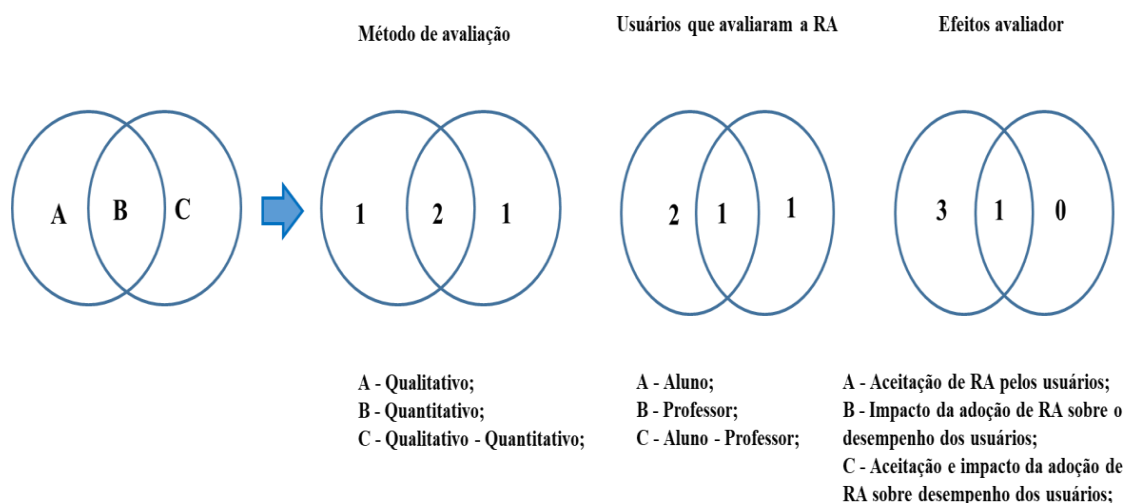 Método de avaliação
Usuários que avaliaram a RA
Efeitos avaliador
A B C
1 2 1
2 1 1
3 1 0
A - Qualitativo;
B - Quantitativo;
C - Qualitativo - Quantitativo;
A - Aluno;
B - Professor;
C - Aluno - Professor;
A - Aceitação de RA pelos usuários;
B - Impacto da adoção de RA sobre o
desempenho dos usuários;
C - Aceitação e impacto da adoção de
RA sobre desempenho dos usuários;